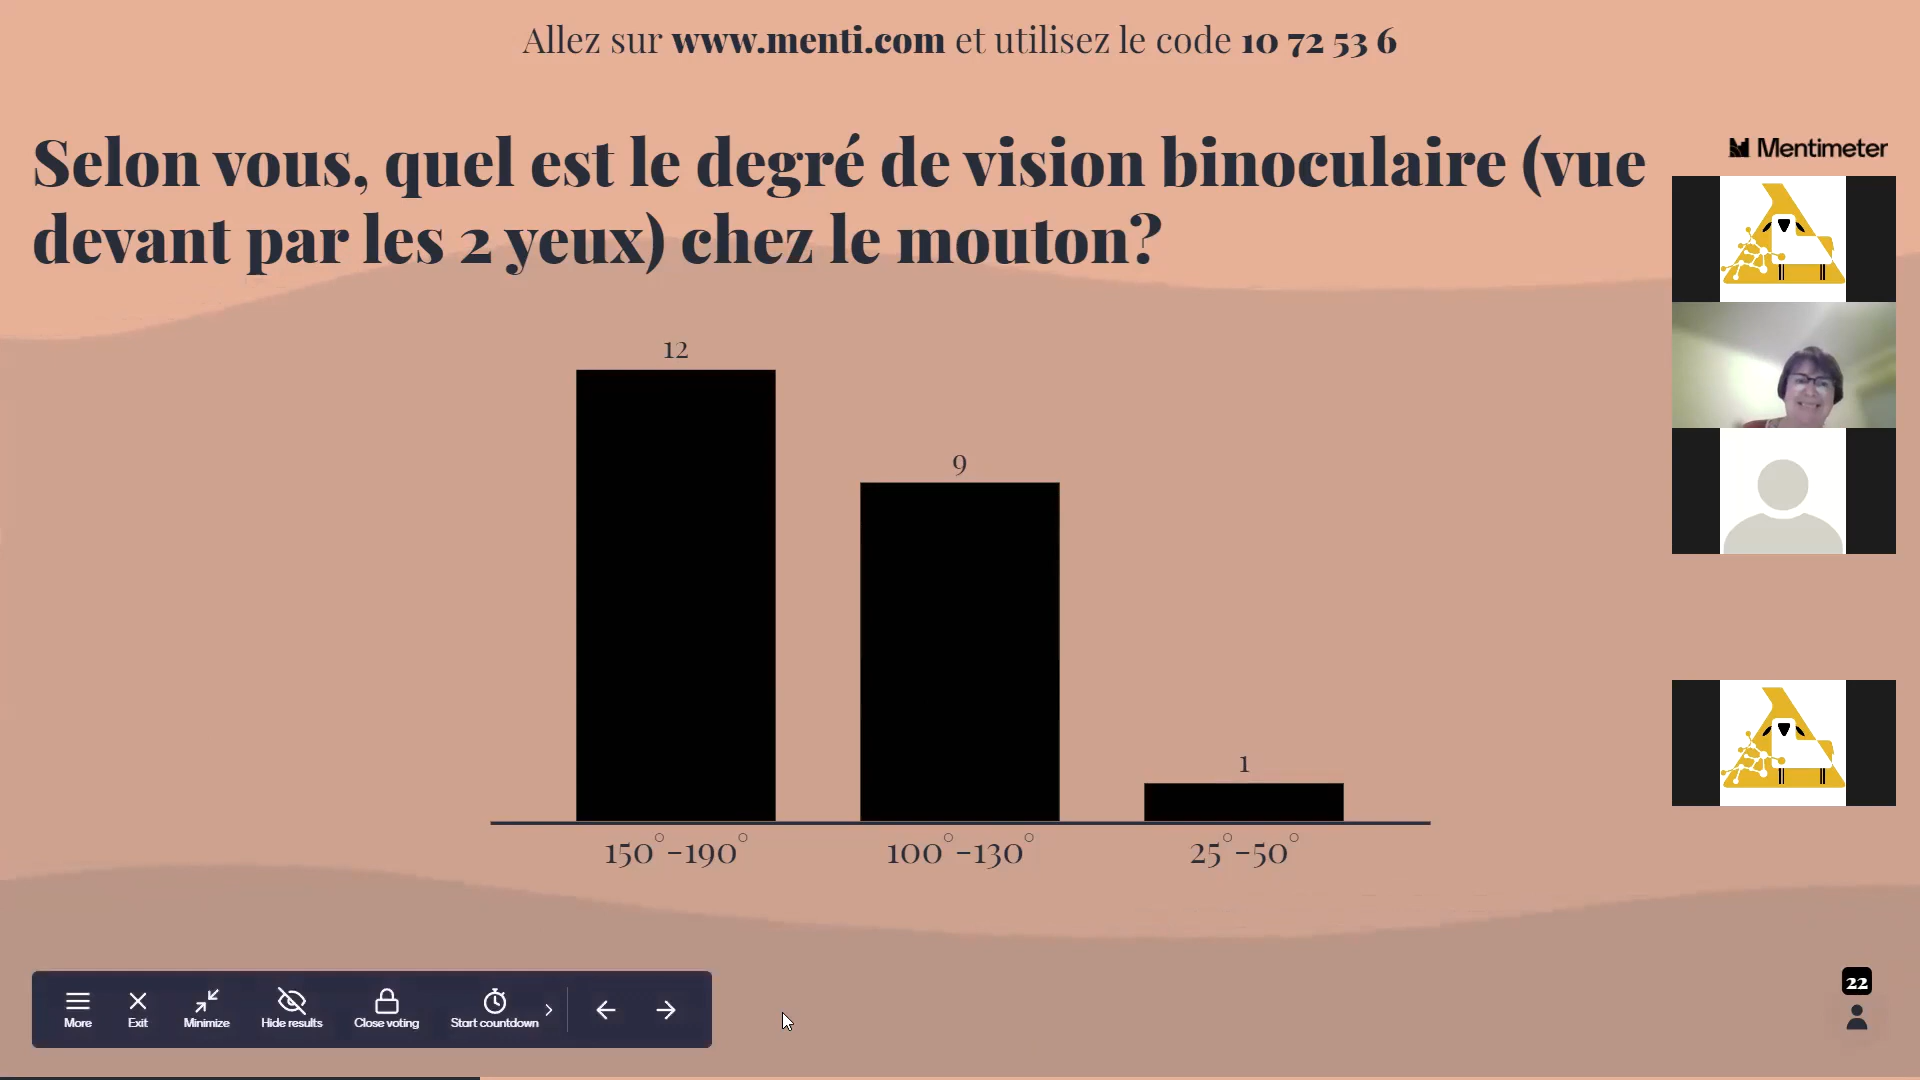 Allez sur www.menti.com et utilisez le code 10 72 53 6
Selon vous, quel est le degré de vision binoculaire (vue
devant par les 2 yeux) chez le mouton?
Mentimeter
12
9
1
150°-190°
100°-130°
25°-50°
More
Exit
Minimize
Hide results
Close voting
Start countdown
22